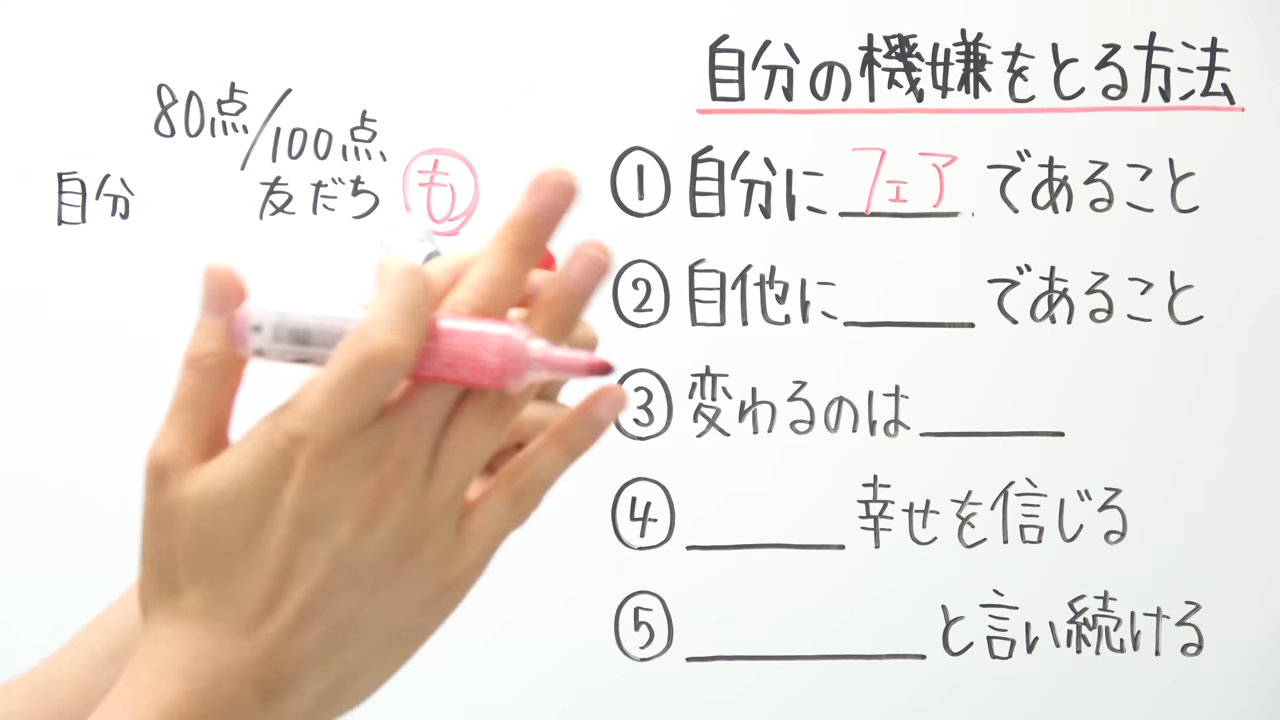 80点/100点
自分 友だち も
自分の機嫌をとる方法
① 自分にフェアであること
② 自他に____であること
③ 変わるのは____
④ ____幸せを信じる
⑤ ____と言い続ける